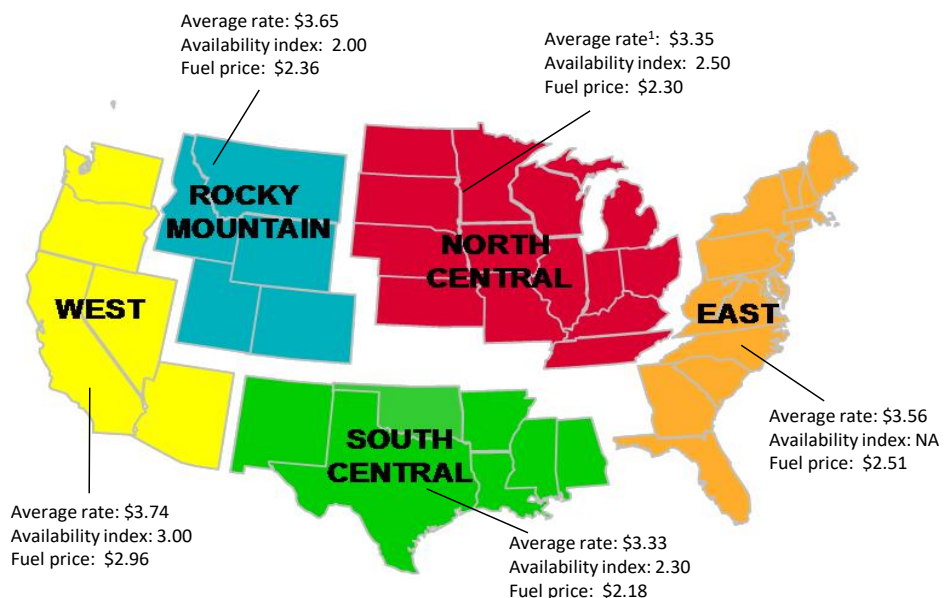 Average rate: $3.65
Availability index: 2.00
Fuel price: $2.36
Average rate¹: $3.35
Availability index: 2.50
Fuel price: $2.30
ROCKY
MOUNTAIN
NORTH
CENTRAL
WEST
EAST
SOUTH
CENTRAL
Average rate: $3.56
Availability index: NA
Fuel price: $2.51
Average rate: $3.74
Availability index: 3.00
Fuel price: $2.96
Average rate: $3.33
Availability index: 2.30
Fuel price: $2.18